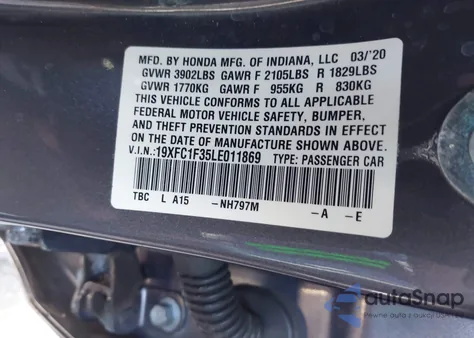 MFD. BY HONDA MFG. OF INDIANA, LLC 03/'20
GVWR 3902LBS GAWR F 2105LBS R 1829LBS
GVWR 1770KG GAWR F 955KG R 830KG
THIS VEHICLE CONFORMS TO ALL APPLICABLE
FEDERAL MOTOR VEHICLE SAFETY, BUMPER,
AND THEFT PREVENTION STANDARDS IN EFFECT
ON THE DATE OF MANUFACTURE SHOWN ABOVE.
V.I.N.:19XFC1F35LE011869 TYPE: PASSENGER CAR
TBC L A15 -NH797M -A -E
autoSnap